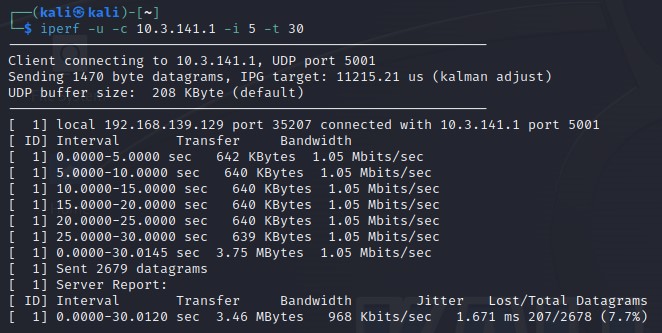 (kali㉿kali)-[~]
$ iperf -u -c 10.3.141.1 -i 5 -t 30
Client connecting to 10.3.141.1, UDP port 5001
Sending 1470 byte datagrams, IPG target: 11215.21 us (kalman adjust)
UDP buffer size:  208 KByte (default)
[  1] local 192.168.139.129 port 35207 connected with 10.3.141.1 port 5001
[ ID] Interval       Transfer     Bandwidth
[  1] 0.0000-5.0000 sec   642 KBytes  1.05 Mbits/sec
[  1] 5.0000-10.0000 sec   640 KBytes  1.05 Mbits/sec
[  1] 10.0000-15.0000 sec   640 KBytes  1.05 Mbits/sec
[  1] 15.0000-20.0000 sec   640 KBytes  1.05 Mbits/sec
[  1] 20.0000-25.0000 sec   640 KBytes  1.05 Mbits/sec
[  1] 25.0000-30.0000 sec   639 KBytes  1.05 Mbits/sec
[  1] 0.0000-30.0145 sec  3.75 MBytes  1.05 Mbits/sec
[  1] Sent 2679 datagrams
[  1] Server Report:
[ ID] Interval       Transfer     Bandwidth        Jitter   Lost/Total Datagrams
[  1] 0.0000-30.0120 sec  3.46 MBytes   968 Kbits/sec   1.671 ms 207/2678 (7.7%)